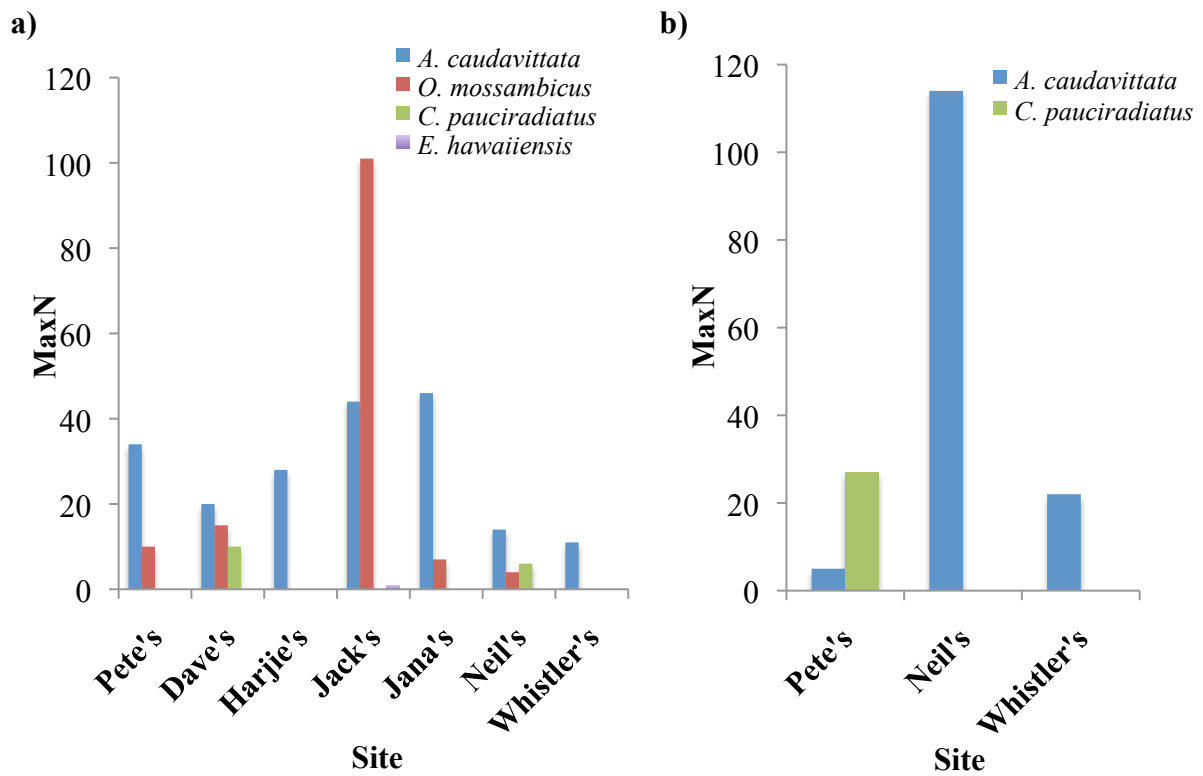 a)
A. caudavittata
O. mossambicus
C. pauciradiatus
E. hawaiiensis
120
100
80
60
40
20
0
MaxN
Pete's
Dave's
Harjie's
Jack's
Jana's
Neil's
Whistler's
Site
b)
A. caudavittata
C. pauciradiatus
120
100
80
60
40
20
0
MaxN
Pete's
Neil's
Whistler's
Site